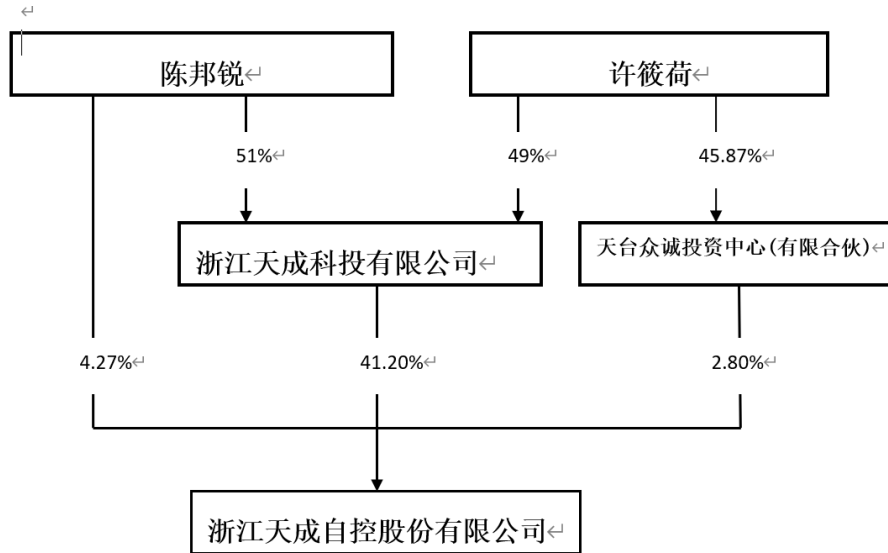 陈邦锐
许筱荷
51%
49%
45.87%
浙江天成科投有限公司
天台众诚投资中心(有限合伙)
4.27%
41.20%
2.80%
浙江天成自控股份有限公司